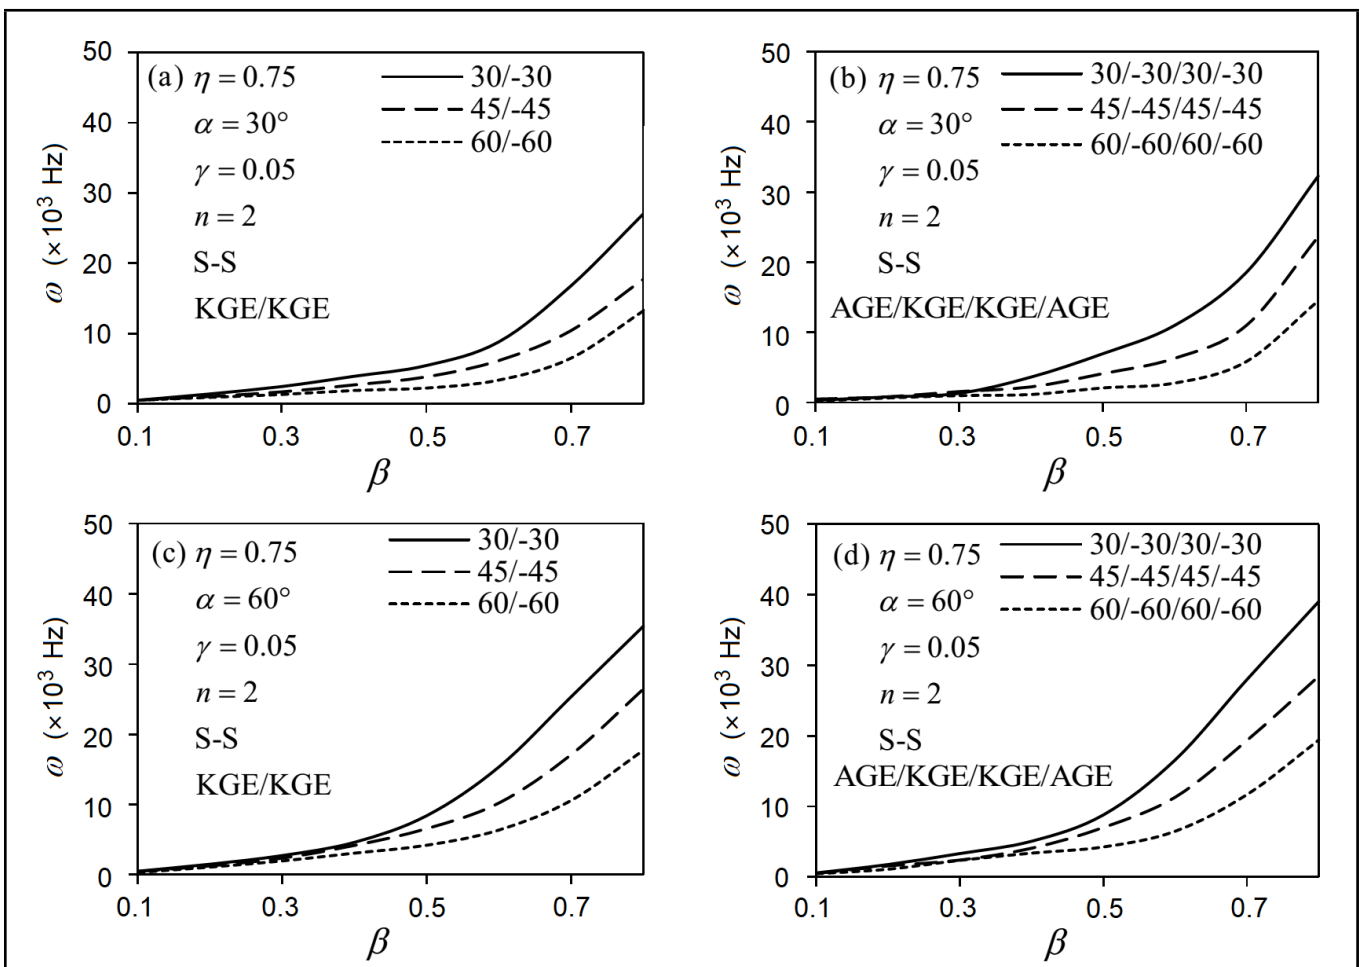 (a) η = 0.75
α = 30°
γ = 0.05
n = 2
S-S
KGE/KGE
30/-30
45/-45
60/-60
50
40
30
20
10
0
ω (×10³ Hz)
0.1 0.3 0.5 0.7
β
(b) η = 0.75
α = 30°
γ = 0.05
n = 2
S-S
AGE/KGE/KGE/AGE
30/-30/30/-30
45/-45/45/-45
60/-60/60/-60
50
40
30
20
10
0
ω (×10³ Hz)
0.1 0.3 0.5 0.7
β
(c) η = 0.75
α = 60°
γ = 0.05
n = 2
S-S
KGE/KGE
30/-30
45/-45
60/-60
50
40
30
20
10
0
ω (×10³ Hz)
0.1 0.3 0.5 0.7
β
(d) η = 0.75
α = 60°
γ = 0.05
n = 2
S-S
AGE/KGE/KGE/AGE
30/-30/30/-30
45/-45/45/-45
60/-60/60/-60
50
40
30
20
10
0
ω (×10³ Hz)
0.1 0.3 0.5 0.7
β